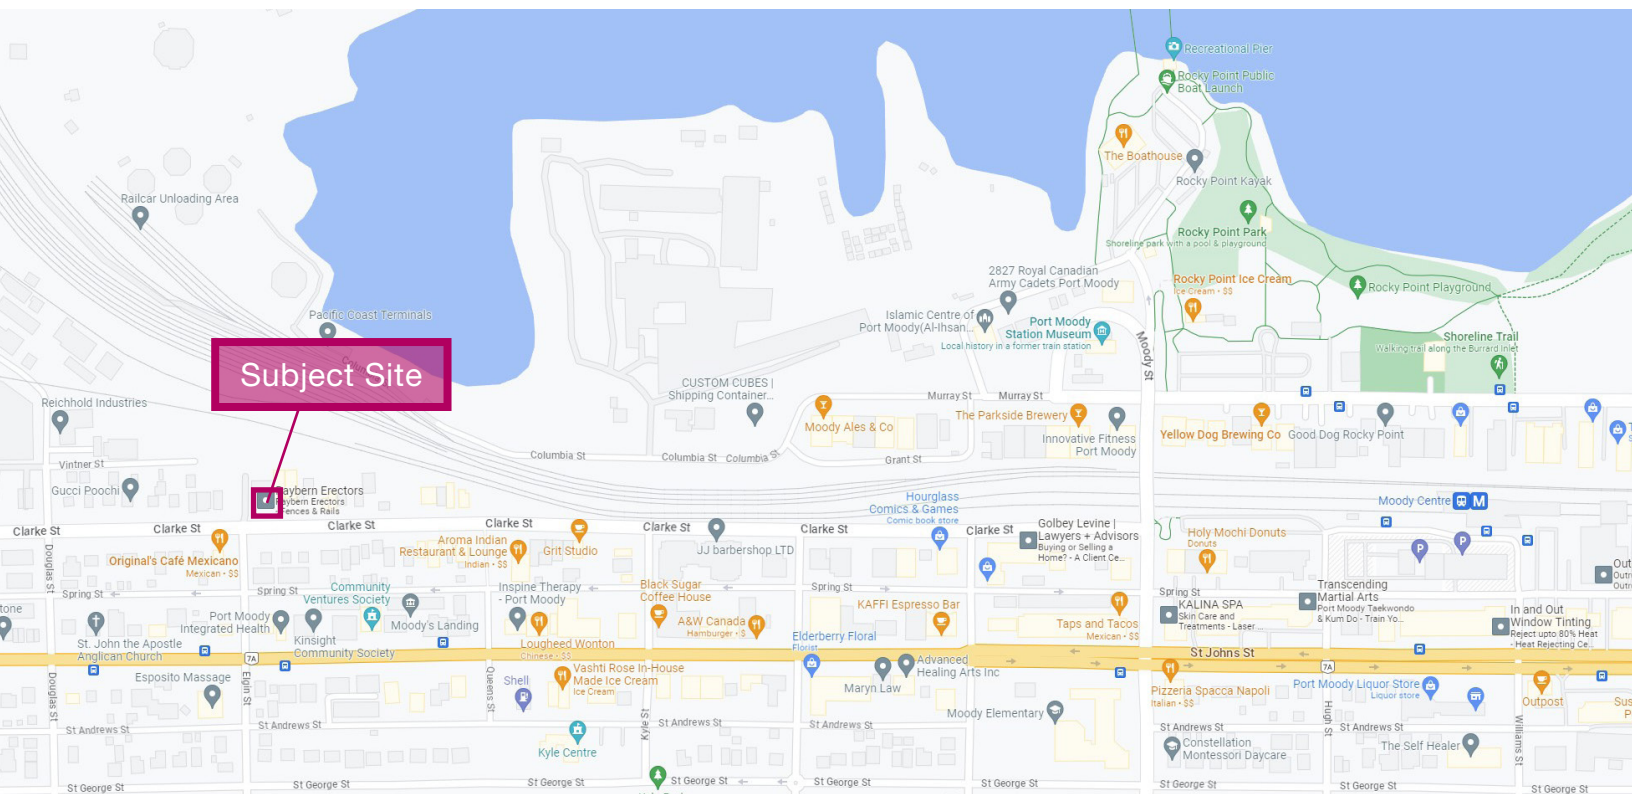 Recreational Pier
Rocky Point Public
Boat Launch
The Boathouse
Rocky Point Kayak
Railcar Unloading Area
Rocky Point Park
Shoreline park with a pool & playground
2827 Royal Canadian
Army Cadets Port Moody
Rocky Point Ice Cream
Ice Cream • $$
Rocky Point Playground
Pacific Coast Terminals
Islamic Centre of
Port Moody(Al-Ihsan...
Port Moody
Station Museum
Local history in a former train station
Moody St
Shoreline Trail
Walking trail along the Burrard Inlet
Subject Site
CUSTOM CUBES |
Shipping Container...
Murray St
Murray St
Reichhold Industries
Moody Ales & Co
The Parkside Brewery
Innovative Fitness
Port Moody
Yellow Dog Brewing Co
Good Dog Rocky Point
Columbia St
Columbia St
Columbia St
Grant St
Vintner St
Gucci Poochi
Raybern Erectors
Raybern Erectors
Fences & Rails
Hourglass
Comics & Games
Comic book store
Moody Centre
M
Clarke St
Clarke St
Clarke St
Clarke St
Clarke St
Clarke St
Clarke St
Golbey Levine |
Lawyers + Advisors
Buying or Selling a
Home? - A Client Ce...
Holy Mochi Donuts
Donuts
P
P
Original's Café Mexicano
Mexican • $$
Aroma Indian
Restaurant & Lounge
Indian • $$
Grit Studio
JJ barbershop LTD
Douglas St
Spring St
Spring St
Community
Ventures Society
Inspine Therapy
- Port Moody
Black Sugar
Coffee House
Spring St
Spring St
KAFFI Espresso Bar
Transcending
Martial Arts
Port Moody Taekwondo
& Kum Do - Train Yo...
KALINA SPA
Skin Care and
Treatments - Laser ...
In and Out
Window Tinting
Reject upto 80% Heat
- Heat Rejecting Ce...
Out
Outr
Outr
tone
St. John the Apostle
Anglican Church
Port Moody
Integrated Health
Kinsight
Community Society
Moody's Landing
Lougheed Wonton
Chinese • $$
A&W Canada
Hamburger • $
Elderberry Floral
Florist
Taps and Tacos
Mexican • $$
7A
St Johns St
7A
Esposito Massage
Douglas St
Elgin St
Queens St
Shell
Vashti Rose In-House
Made Ice Cream
Ice Cream
Maryn Law
Advanced
Healing Arts Inc
Pizzeria Spacca Napoli
Italian • $$
Port Moody Liquor Store
Liquor store
Outpost
Sus
P
St Andrews St
St Andrews St
Kyle St
St Andrews St
St Andrews St
Moody Elementary
St Andrews St
Hugh St
St Andrews St
Williams St
Kyle Centre
Constellation
Montessori Daycare
The Self Healer
St George St
St George St
St George St
St George St
St George St
St George St
St George St
St George St
St George St